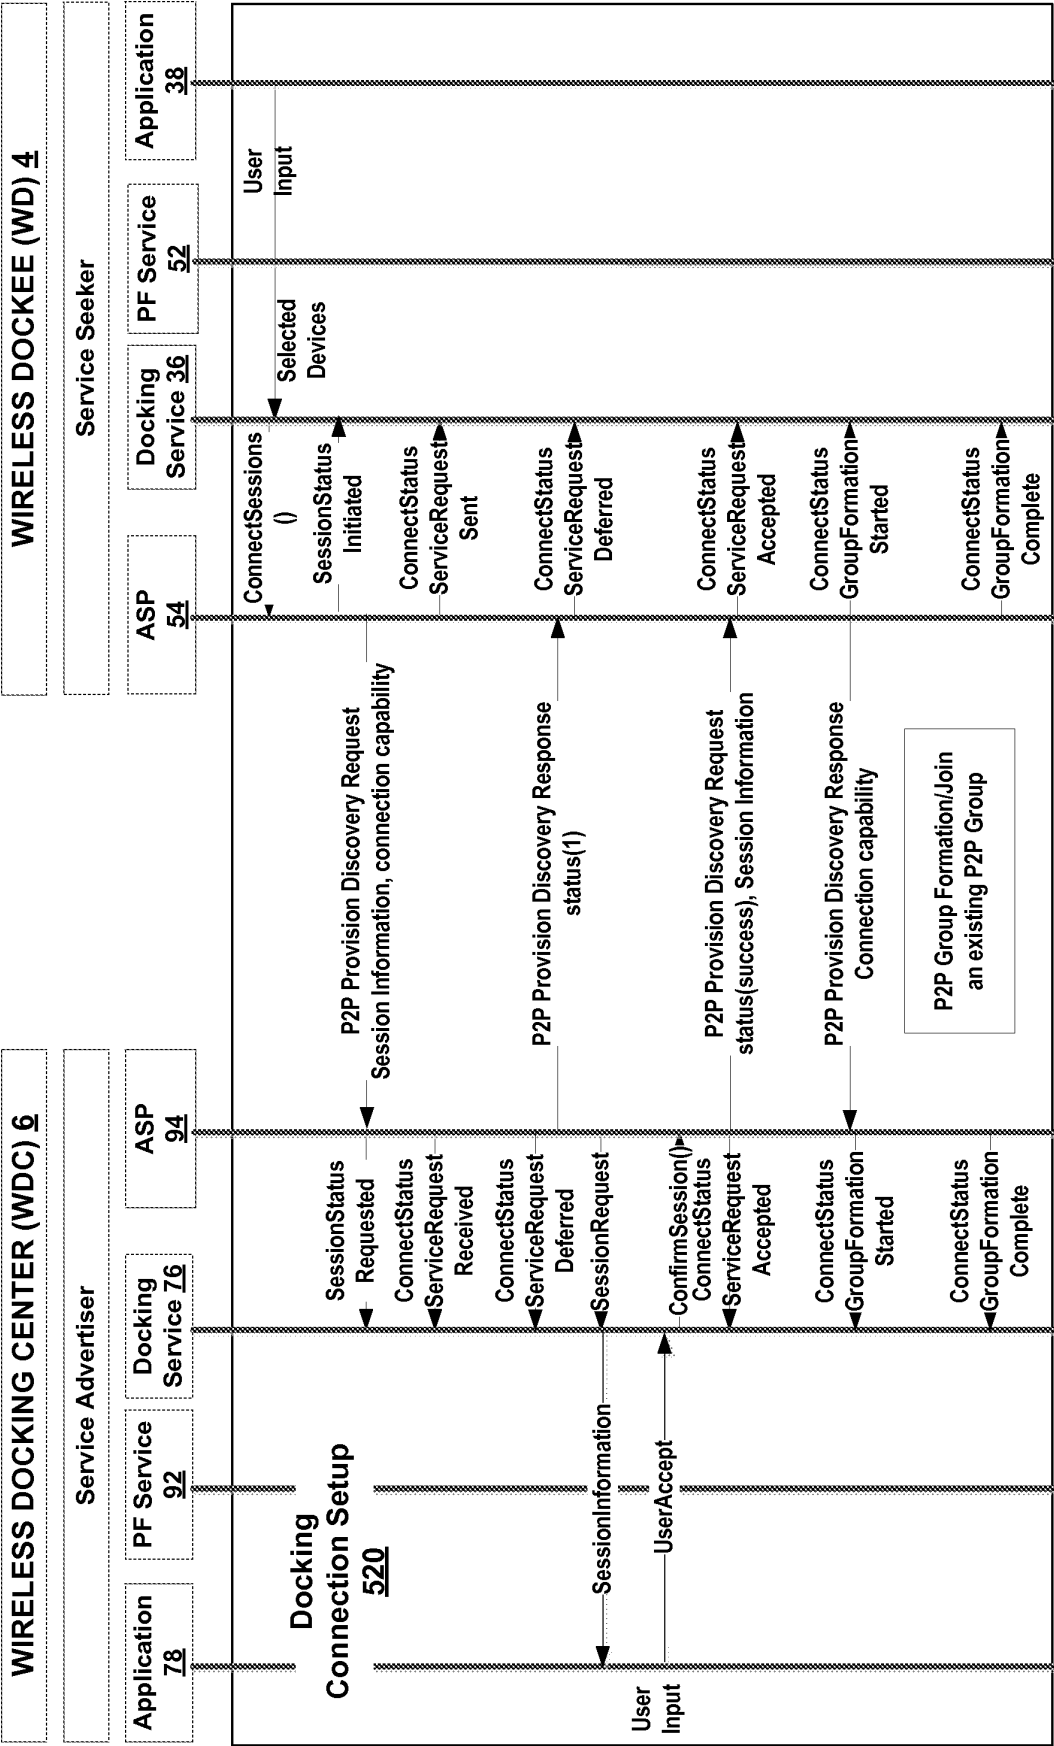 WIRELESS DOCKING CENTER (WDC) 6
WIRELESS DOCKEE (WD) 4
Service Advertiser
Service Seeker
Application
78
PF Service
92
Docking
Service 76
ASP
94
ASP
54
Docking
Service 36
PF Service
52
Application
38
Docking
Connection Setup
520
User
Input
Selected
Devices
ConnectSessions
()
SessionStatus
Initiated
P2P Provision Discovery Request
Session Information, connection capability
SessionStatus
Requested
ConnectStatus
ServiceRequest
Sent
ConnectStatus
ServiceRequest
Received
ConnectStatus
ServiceRequest
Deferred
P2P Provision Discovery Response
status(1)
ConnectStatus
ServiceRequest
Deferred
SessionRequest
SessionInformation
User
Input
UserAccept
ConfirmSession()
ConnectStatus
ServiceRequest
Accepted
P2P Provision Discovery Request
status(success), Session Information
ConnectStatus
ServiceRequest
Accepted
P2P Provision Discovery Response
Connection capability
ConnectStatus
GroupFormation
Started
ConnectStatus
GroupFormation
Started
P2P Group Formation/Join
an existing P2P Group
ConnectStatus
GroupFormation
Complete
ConnectStatus
GroupFormation
Complete